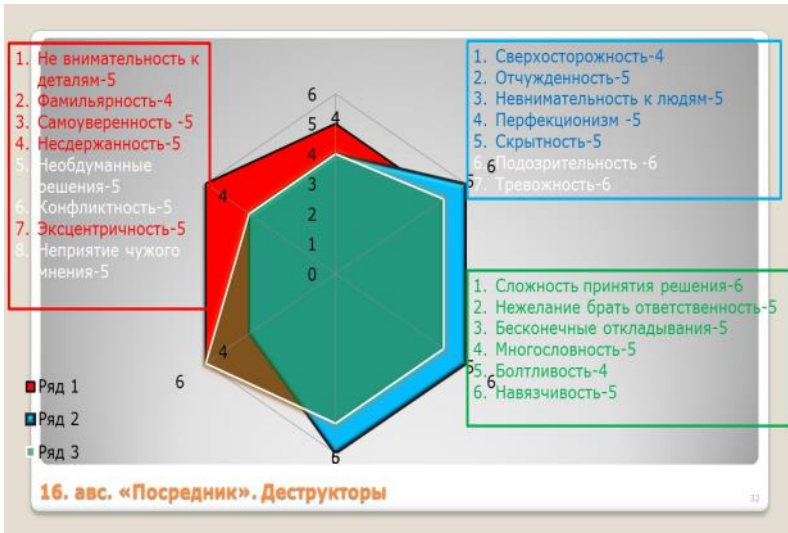 1. Не внимательность к
деталям-5
2. Фамильярность-4
3. Самоуверенность -5
4. Несдержанность-5
5. Необдуманные
решения-5
6. Конфликтность-5
7. Эксцентричность-5
8. Неприятие чужого
мнения-5
1. Сверхосторожность-4
2. Отчужденность-5
3. Невнимательность к людям-5
4. Перфекционизм -5
5. Скрытность-5
6. Подозрительность -6
7. Тревожность-6
1. Сложность принятия решения-6
2. Нежелание брать ответственность-5
3. Бесконечные откладывания-5
4. Многословность-5
5. Болтливость-4
6. Навязчивость-5
6
5
4
3
2
1
0
4
5
6
5
6
6
4
6
4
Ряд 1
Ряд 2
Ряд 3
16. авс. «Посредник». Деструкторы
32